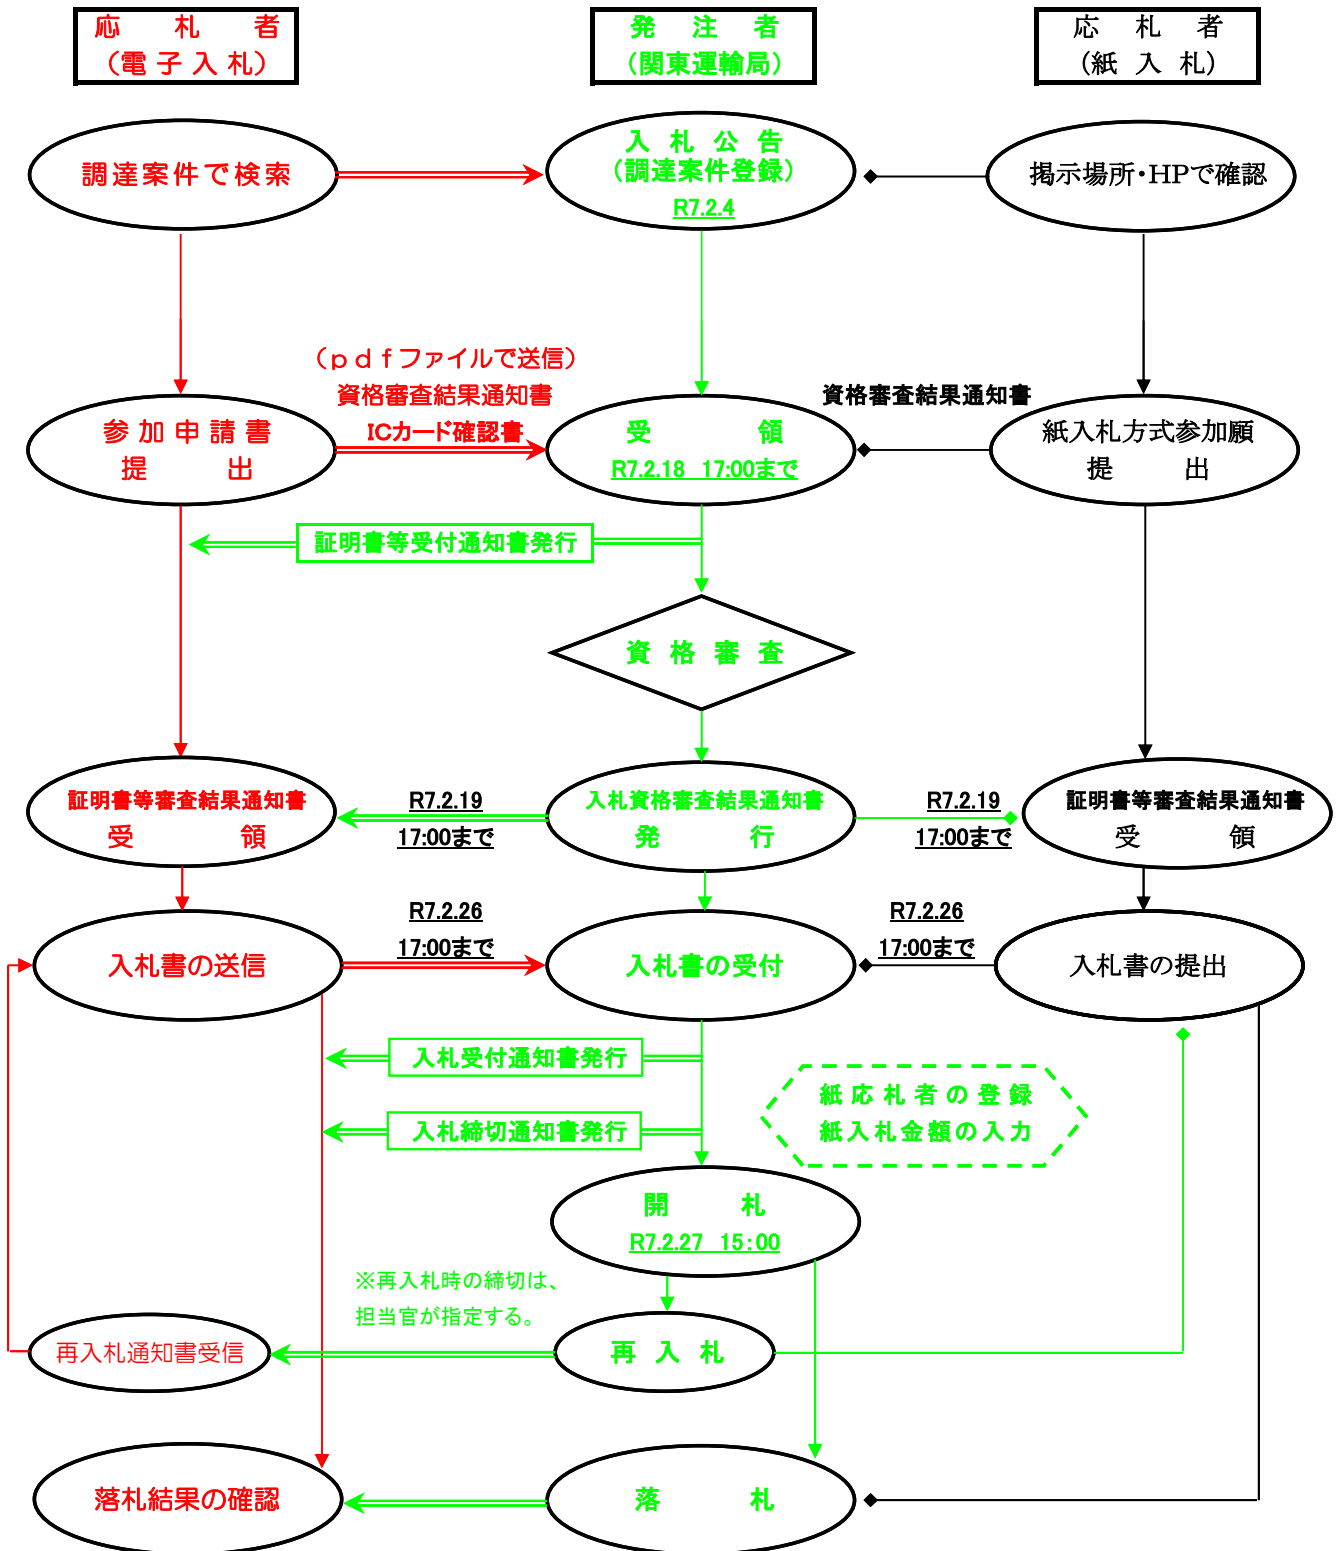 応札者
（電子入札）
発注者
（関東運輸局）
応札者
（紙入札）
調達案件で検索
入札公告
（調達案件登録）
R7.2.4
掲示場所・HPで確認
（ｐｄｆファイルで送信）
資格審査結果通知書
ICカード確認書
資格審査結果通知書
参加申請書
提出
受領
R7.2.18 17:00まで
紙入札方式参加願
提出
証明書等受付通知書発行
資格審査
証明書等審査結果通知書
受領
R7.2.19
17:00まで
入札資格審査結果通知書
発行
R7.2.19
17:00まで
証明書等審査結果通知書
受領
R7.2.26
17:00まで
R7.2.26
17:00まで
入札書の送信
入札書の受付
入札書の提出
入札受付通知書発行
紙応札者の登録
紙入札金額の入力
入札締切通知書発行
開札
R7.2.27 15：00
※再入札時の締切は、
担当官が指定する。
再入札通知書受信
再入札
落札結果の確認
落札